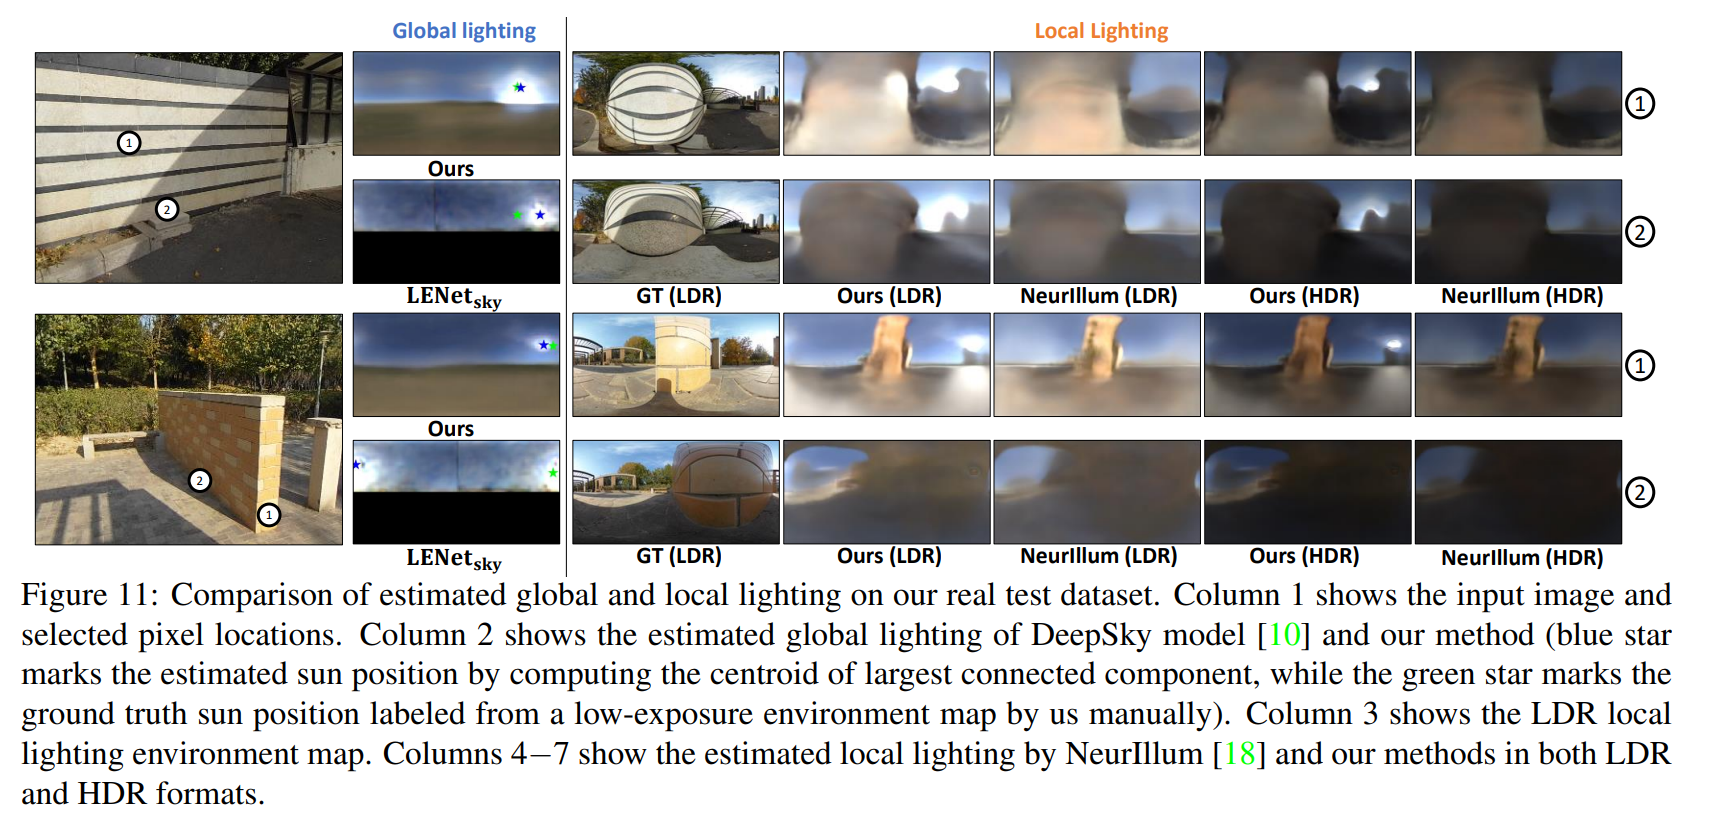 Global lighting
Local Lighting
1
2
Ours
LENetsky
1
2
GT (LDR)
Ours (LDR)
NeurIllum (LDR)
Ours (HDR)
NeurIllum (HDR)
2
1
Ours
LENetsky
1
2
GT (LDR)
Ours (LDR)
NeurIllum (LDR)
Ours (HDR)
NeurIllum (HDR)
Figure 11: Comparison of estimated global and local lighting on our real test dataset. Column 1 shows the input image and
selected pixel locations. Column 2 shows the estimated global lighting of DeepSky model [10] and our method (blue star
marks the estimated sun position by computing the centroid of largest connected component, while the green star marks the
ground truth sun position labeled from a low-exposure environment map by us manually). Column 3 shows the LDR local
lighting environment map. Columns 4−7 show the estimated local lighting by NeurIllum [18] and our methods in both LDR
and HDR formats.